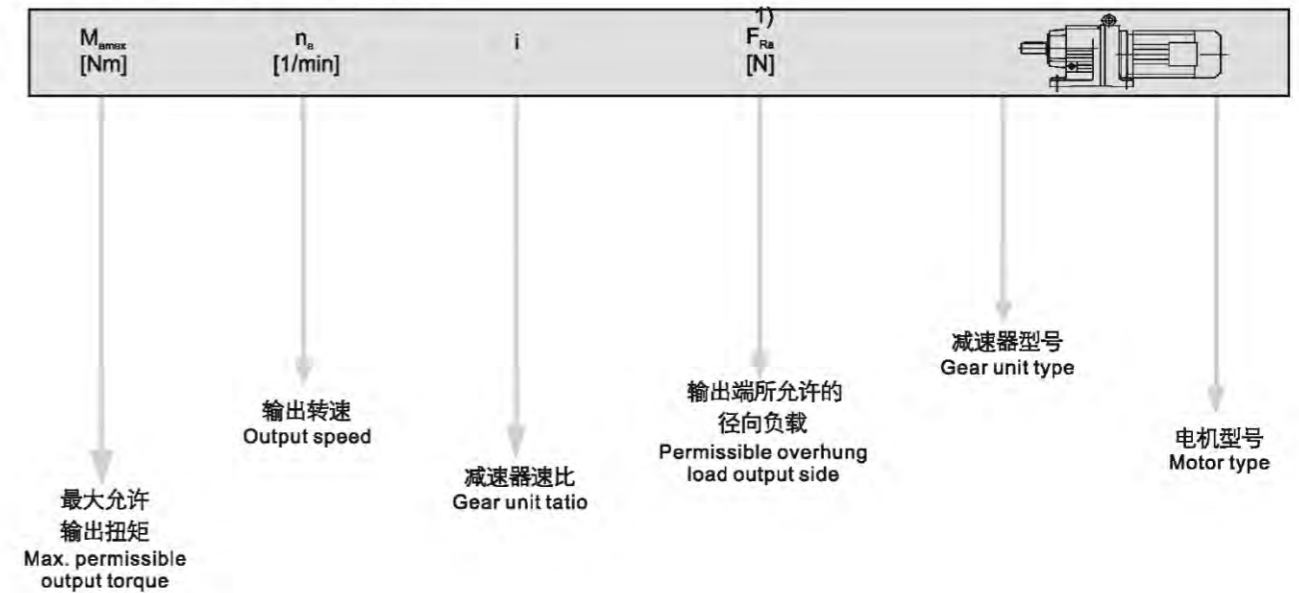 Mamax
[Nm]
na
[1/min]
i
1)
FRa
[N]
减速器型号
Gear unit type
输出端所允许的
径向负载
Permissible overhung
load output side
输出转速
Output speed
电机型号
Motor type
减速器速比
Gear unit tatio
最大允许
输出扭矩
Max. permissible
output torque